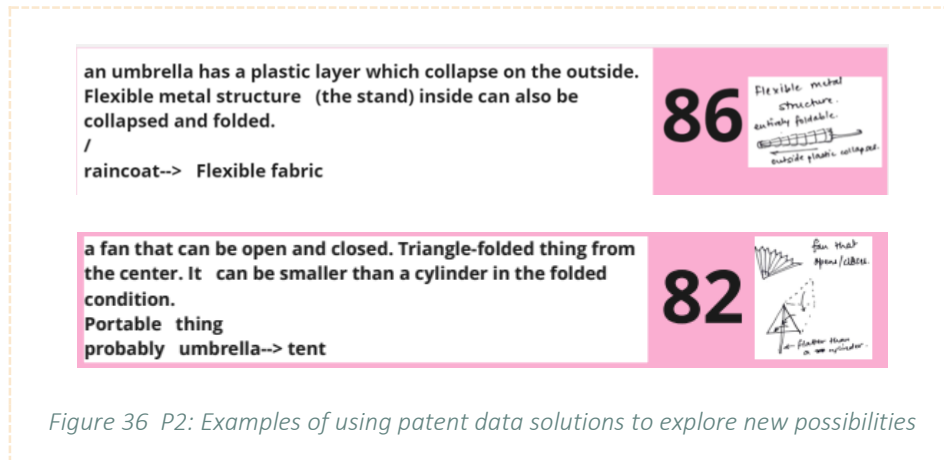 an umbrella has a plastic layer which collapse on the outside.
Flexible metal structure (the stand) inside can also be
collapsed and folded.
/
raincoat--> Flexible fabric
86
Flexible metal
structure.
entirely foldable.
outside plastic collapse.
a fan that can be open and closed. Triangle-folded thing from
the center. It can be smaller than a cylinder in the folded
condition.
Portable thing
probably umbrella--> tent
82
fan that
opens/closes.
flatter than
a cylinder.
Figure 36 P2: Examples of using patent data solutions to explore new possibilities